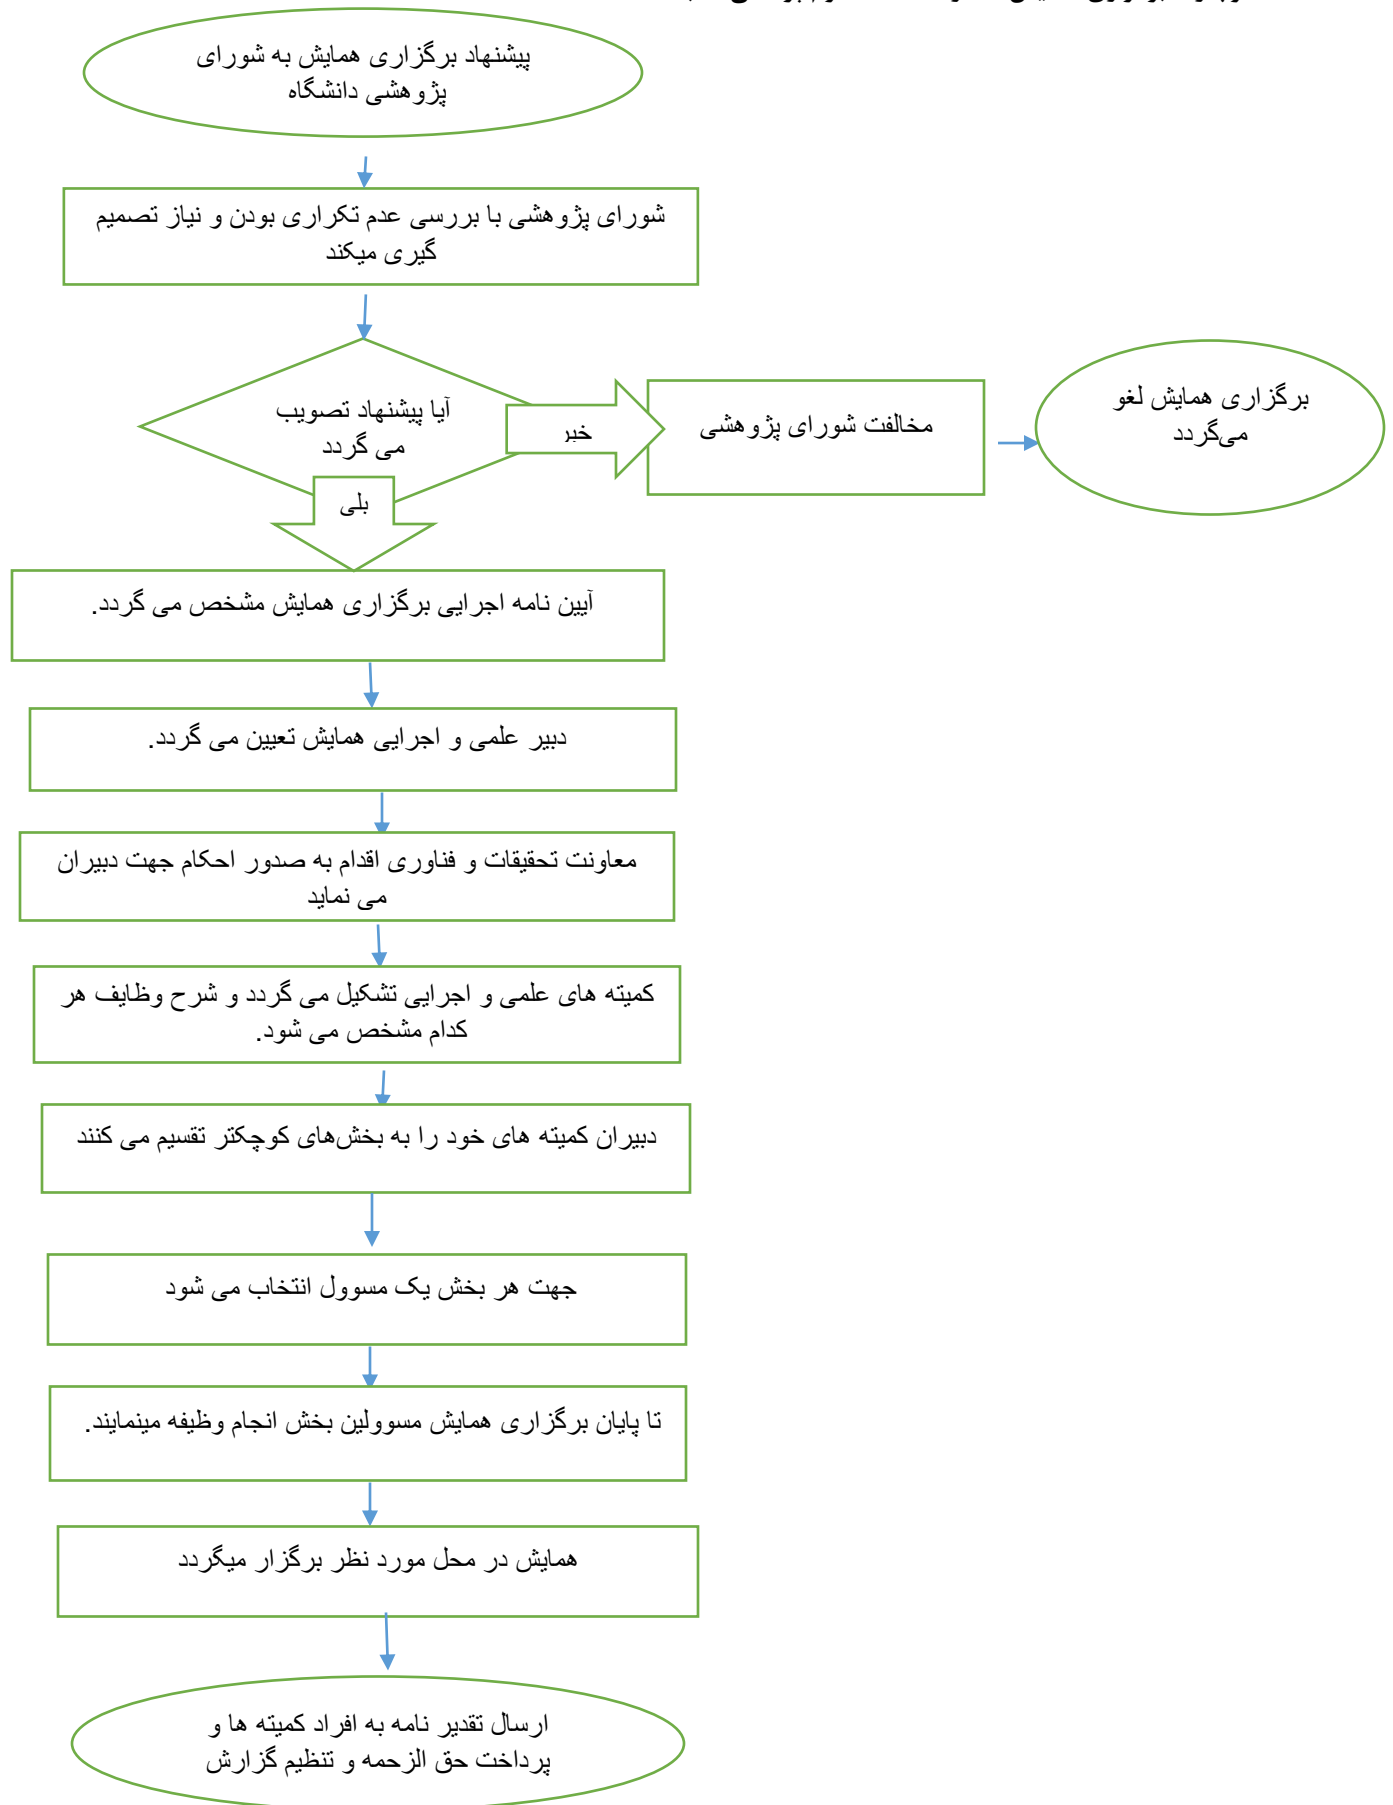 پیشنهاد برگزاری همایش به شورای
پژوهشی دانشگاه
شورای پژوهشی با بررسی عدم تکراری بودن و نیاز تصمیم
گیری میکند
آیا پیشنهاد تصویب
می گردد
خیر
مخالفت شورای پژوهشی
برگزاری همایش لغو
می‌گردد
بلی
آیین نامه اجرایی برگزاری همایش مشخص می گردد.
دبیر علمی و اجرایی همایش تعیین می گردد.
معاونت تحقیقات و فناوری اقدام به صدور احکام جهت دبیران
می نماید
کمیته های علمی و اجرایی تشکیل می گردد و شرح وظایف هر
کدام مشخص می شود.
دبیران کمیته های خود را به بخش‌های کوچکتر تقسیم می کنند
جهت هر بخش یک مسوول انتخاب می شود
تا پایان برگزاری همایش مسوولین بخش انجام وظیفه مینمایند.
همایش در محل مورد نظر برگزار میگردد
ارسال تقدیر نامه به افراد کمیته ها و
پرداخت حق الزحمه و تنظیم گزارش